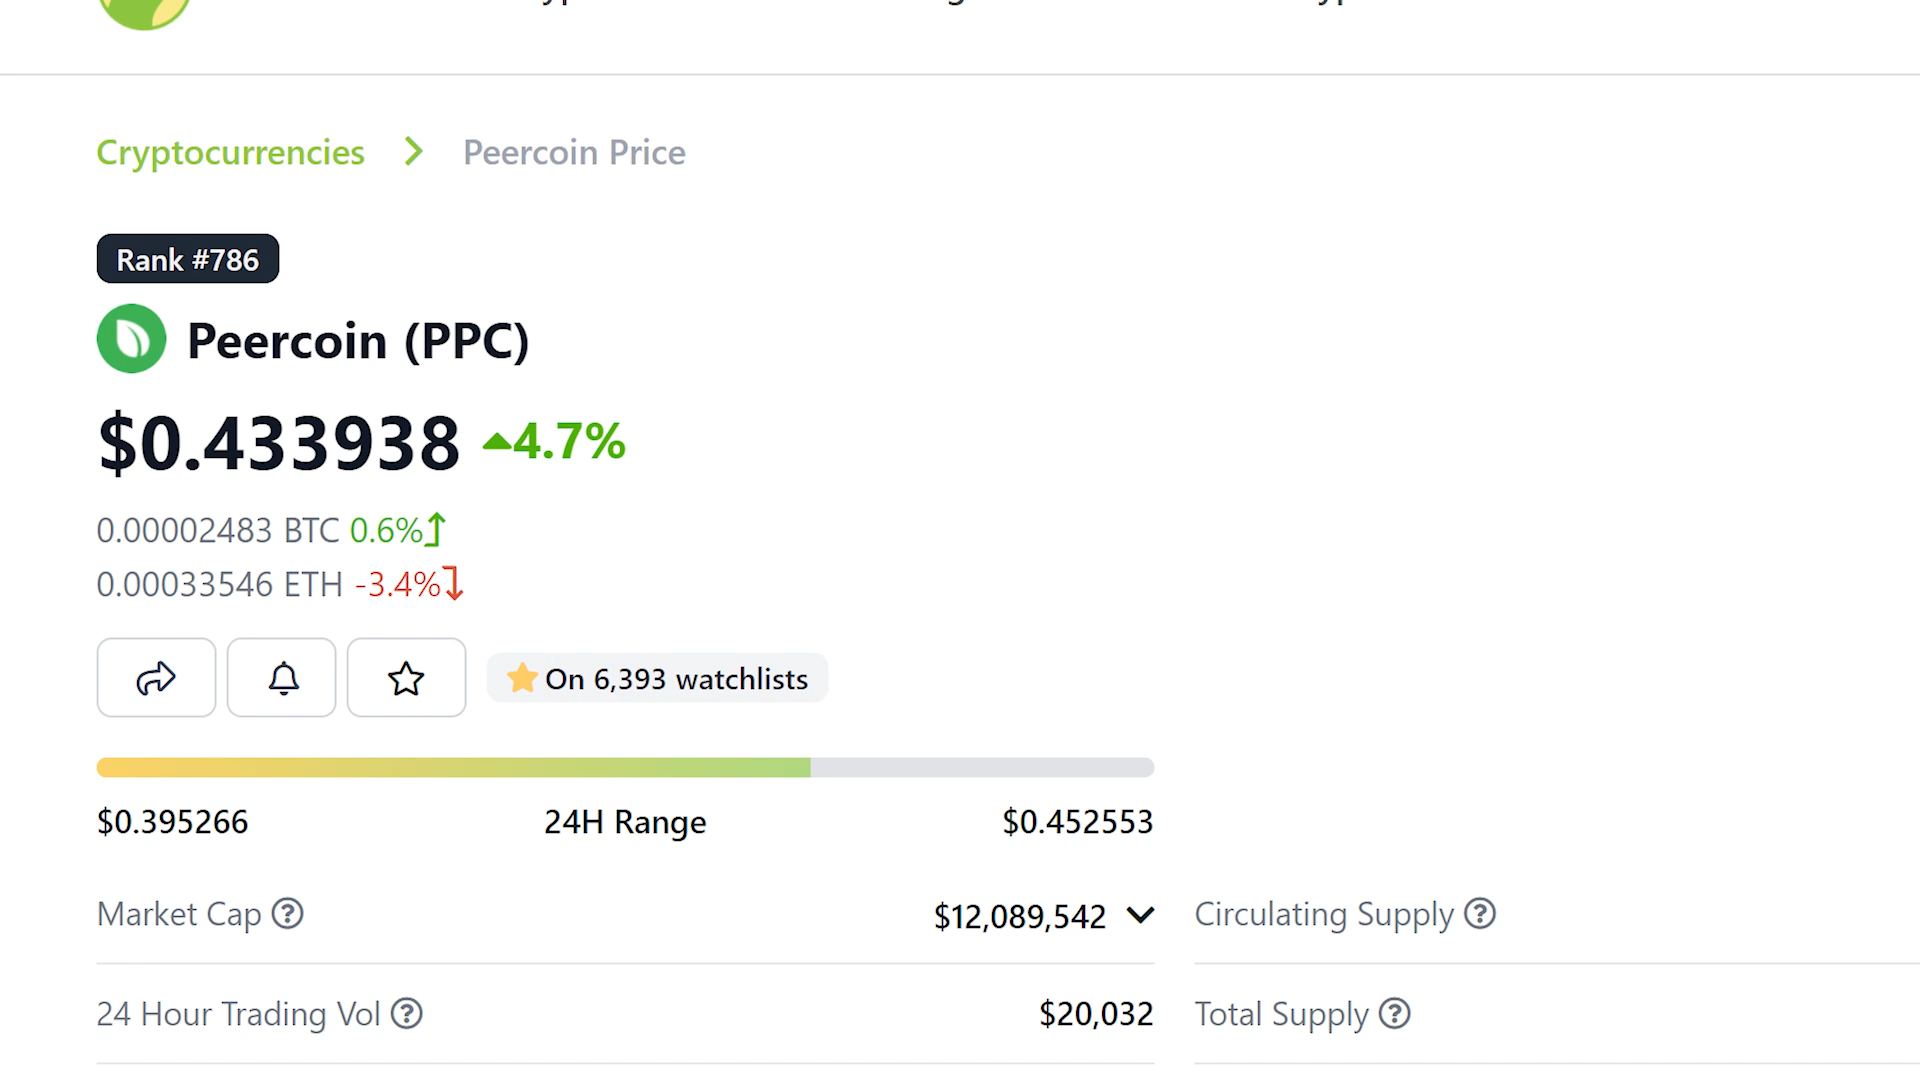 Cryptocurrencies > Peercoin Price
Rank #786
Peercoin (PPC)
$0.433938 ▲4.7%
0.00002483 BTC 0.6%⤴
0.00033546 ETH -3.4%⤵
On 6,393 watchlists
$0.395266 24H Range $0.452553
Market Cap $12,089,542 Circulating Supply
24 Hour Trading Vol $20,032 Total Supply